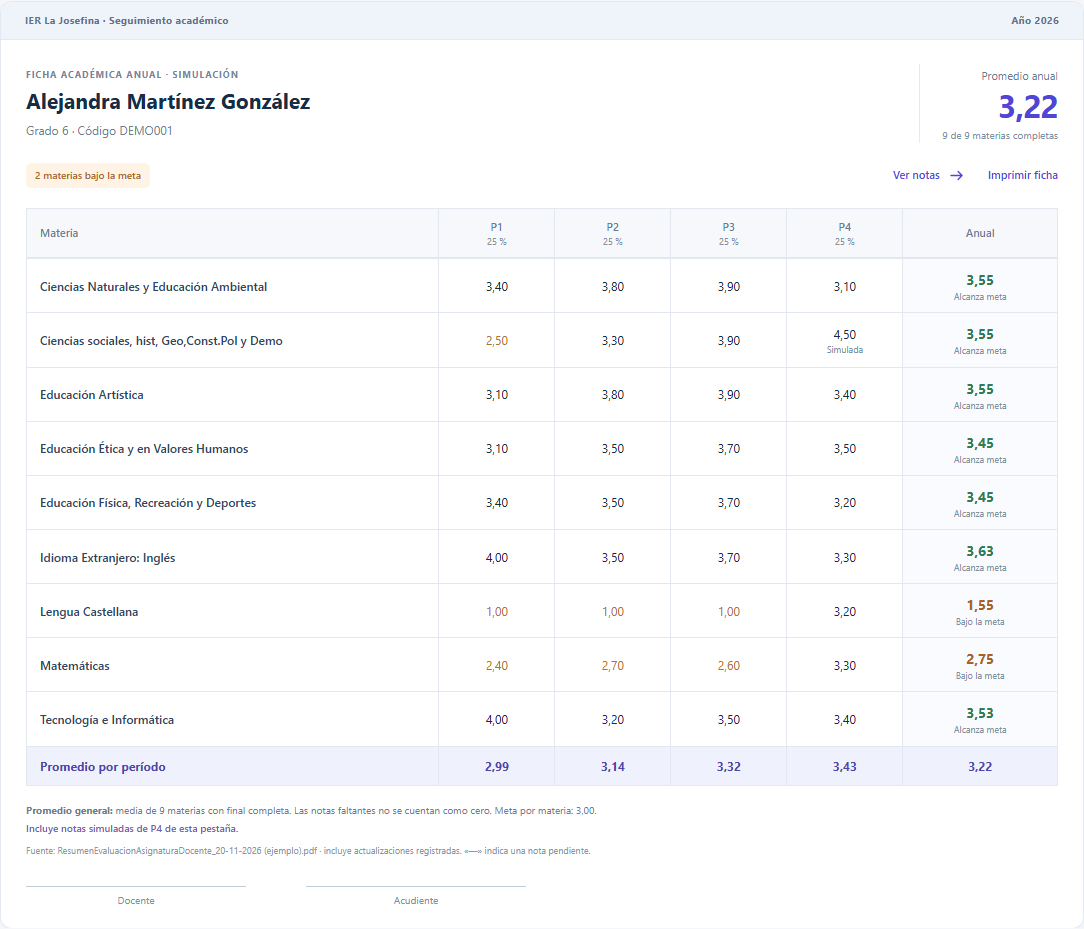 IER La Josefina · Seguimiento académico
Año 2026
FICHA ACADÉMICA ANUAL · SIMULACIÓN
Alejandra Martínez González
Grado 6 · Código DEMO001
Promedio anual
3,22
9 de 9 materias completas
2 materias bajo la meta
Ver notas →
Imprimir ficha
Materia P1 P2 P3 P4 Anual
25 % 25 % 25 % 25 %
Ciencias Naturales y Educación Ambiental 3,40 3,80 3,90 3,10 3,55
Alcanza meta
Ciencias sociales, hist, Geo,Const.Pol y Demo 2,50 3,30 3,90 4,50 3,55
Simulada Alcanza meta
Educación Artística 3,10 3,80 3,90 3,40 3,55
Alcanza meta
Educación Ética y en Valores Humanos 3,10 3,50 3,70 3,50 3,45
Alcanza meta
Educación Física, Recreación y Deportes 3,40 3,50 3,70 3,20 3,45
Alcanza meta
Idioma Extranjero: Inglés 4,00 3,50 3,70 3,30 3,63
Alcanza meta
Lengua Castellana 1,00 1,00 1,00 3,20 1,55
Bajo la meta
Matemáticas 2,40 2,70 2,60 3,30 2,75
Bajo la meta
Tecnología e Informática 4,00 3,20 3,50 3,40 3,53
Alcanza meta
Promedio por período 2,99 3,14 3,32 3,43 3,22
Promedio general: media de 9 materias con final completa. Las notas faltantes no se cuentan como cero. Meta por materia: 3,00.
Incluye notas simuladas de P4 de esta pestaña.
Fuente: ResumenEvaluacionAsignaturaDocente_20-11-2026 (ejemplo).pdf · incluye actualizaciones registradas. «—» indica una nota pendiente.
Docente
Acudiente